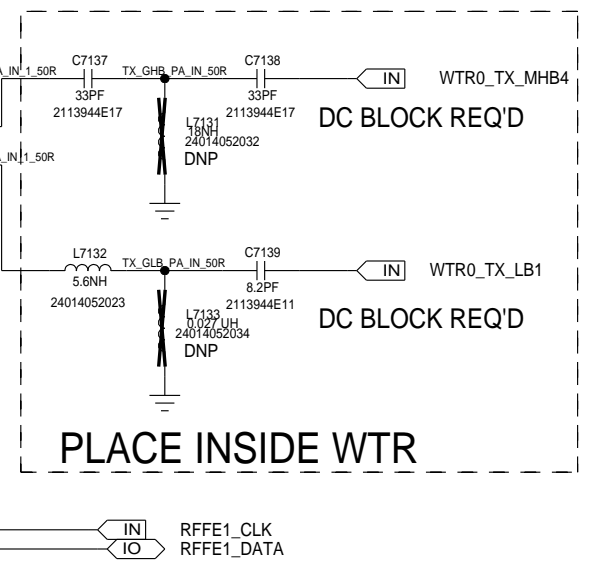 C7137
C7138
A_IN_1_50R
TX_GHB_PA_IN_50R
IN
WTR0_TX_MHB4
33PF
33PF
2113944E17
2113944E17
DC BLOCK REQ'D
L7131
18NH
24014052032
DNP
_IN_1_50R
L7132
C7139
TX_GLB_PA_IN_50R
IN
WTR0_TX_LB1
5.6NH
8.2PF
24014052023
2113944E11
DC BLOCK REQ'D
L7133
0.027 UH
24014052034
DNP
PLACE INSIDE WTR
IN
RFFE1_CLK
IO
RFFE1_DATA